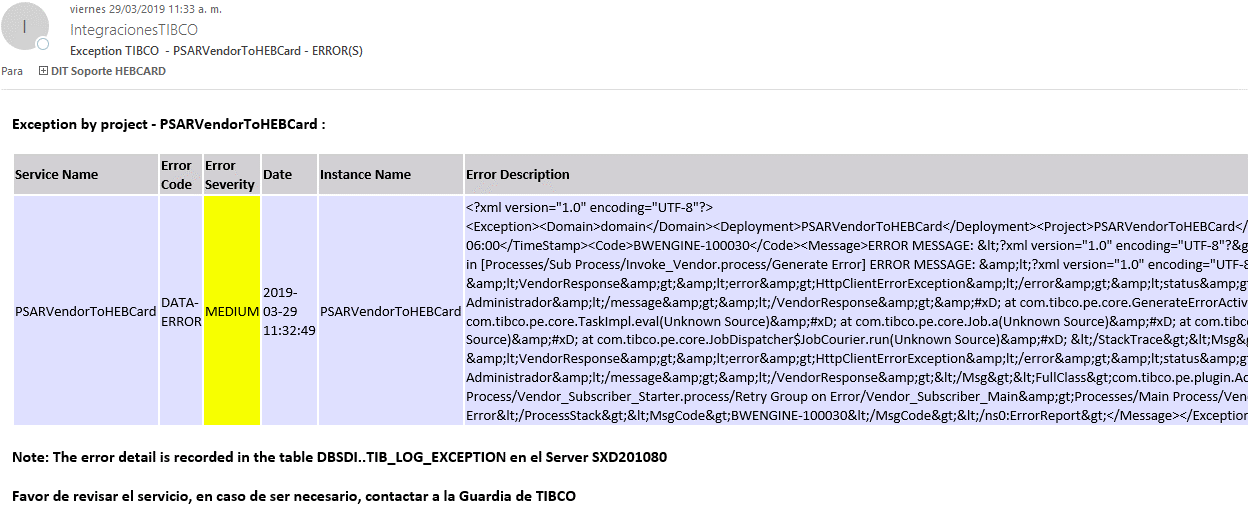 I
viernes 29/03/2019 11:33 a. m.
IntegracionesTIBCO
Exception TIBCO - PSARVendorToHEBCard - ERROR(S)
Para DIT Soporte HEBCARD
Exception by project - PSARVendorToHEBCard :
Service Name Error Code Error Severity Date Instance Name Error Description
PSARVendorToHEBCard
DATA-
ERROR
MEDIUM
2019-
03-29
11:32:49
PSARVendorToHEBCard
<?xml version="1.0" encoding="UTF-8"?>
<Exception><Domain>domain</Domain><Deployment>PSARVendorToHEBCard</Deployment><Project>PSARVendorToHEBCard</
06:00</TimeStamp><Code>BWENGINE-100030</Code><Message>ERROR MESSAGE: &lt;?xml version="1.0" encoding="UTF-8"?&g
in [Processes/Sub Process/Invoke_Vendor.process/Generate Error] ERROR MESSAGE: &amp;lt;?xml version="1.0" encoding="UTF-8
&amp;lt;VendorResponse&amp;gt;&amp;lt;error&amp;gt;HttpClientErrorException&amp;lt;/error&amp;gt;&amp;lt;status&amp;g
Administrador&amp;lt;/message&amp;gt;&amp;lt;/VendorResponse&amp;gt;&amp;#xD; at com.tibco.pe.core.GenerateErrorActiv
com.tibco.pe.core.TaskImpl.eval(Unknown Source)&amp;#xD; at com.tibco.pe.core.Job.a(Unknown Source)&amp;#xD; at com.tibc
Source)&amp;#xD; at com.tibco.pe.core.JobDispatcher$JobCourier.run(Unknown Source)&amp;#xD; &lt;/StackTrace&gt;&lt;Msg&g
&amp;lt;VendorResponse&amp;gt;&amp;lt;error&amp;gt;HttpClientErrorException&amp;lt;/error&amp;gt;&amp;lt;status&amp;g
Administrador&amp;lt;/message&amp;gt;&amp;lt;/VendorResponse&amp;gt;&lt;/Msg&gt;&lt;FullClass&gt;com.tibco.pe.plugin.Ac
Process/Vendor_Subscriber_Starter.process/Retry Group on Error/Vendor_Subscriber_Main&amp;gt;Processes/Main Process/Vend
Error&lt;/ProcessStack&gt;&lt;MsgCode&gt;BWENGINE-100030&lt;/MsgCode&gt;&lt;/ns0:ErrorReport&gt;</Message></Exception
Note: The error detail is recorded in the table DBSDI..TIB_LOG_EXCEPTION en el Server SXD201080
Favor de revisar el servicio, en caso de ser necesario, contactar a la Guardia de TIBCO